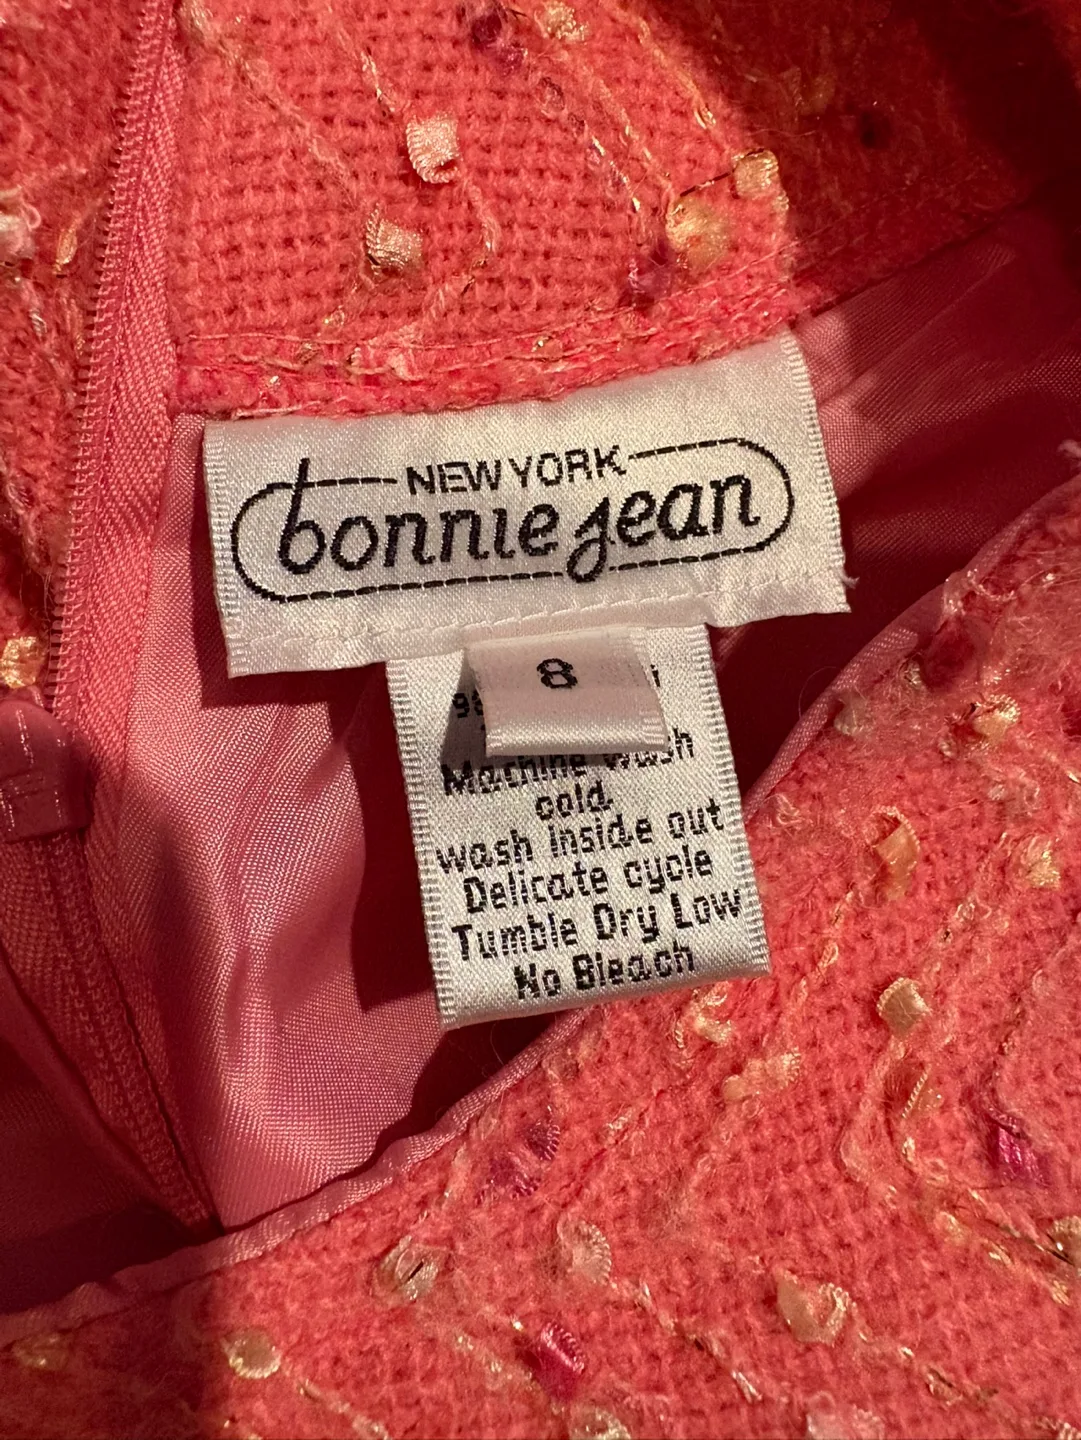 NEW YORK
bonnie jean
8
Machine wash
cold.
wash inside out
Delicate cycle
Tumble Dry Low
No Bleach